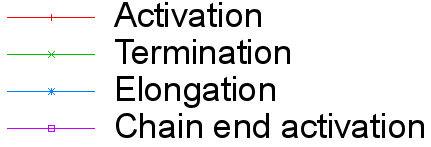 Activation
Termination
Elongation
Chain end activation